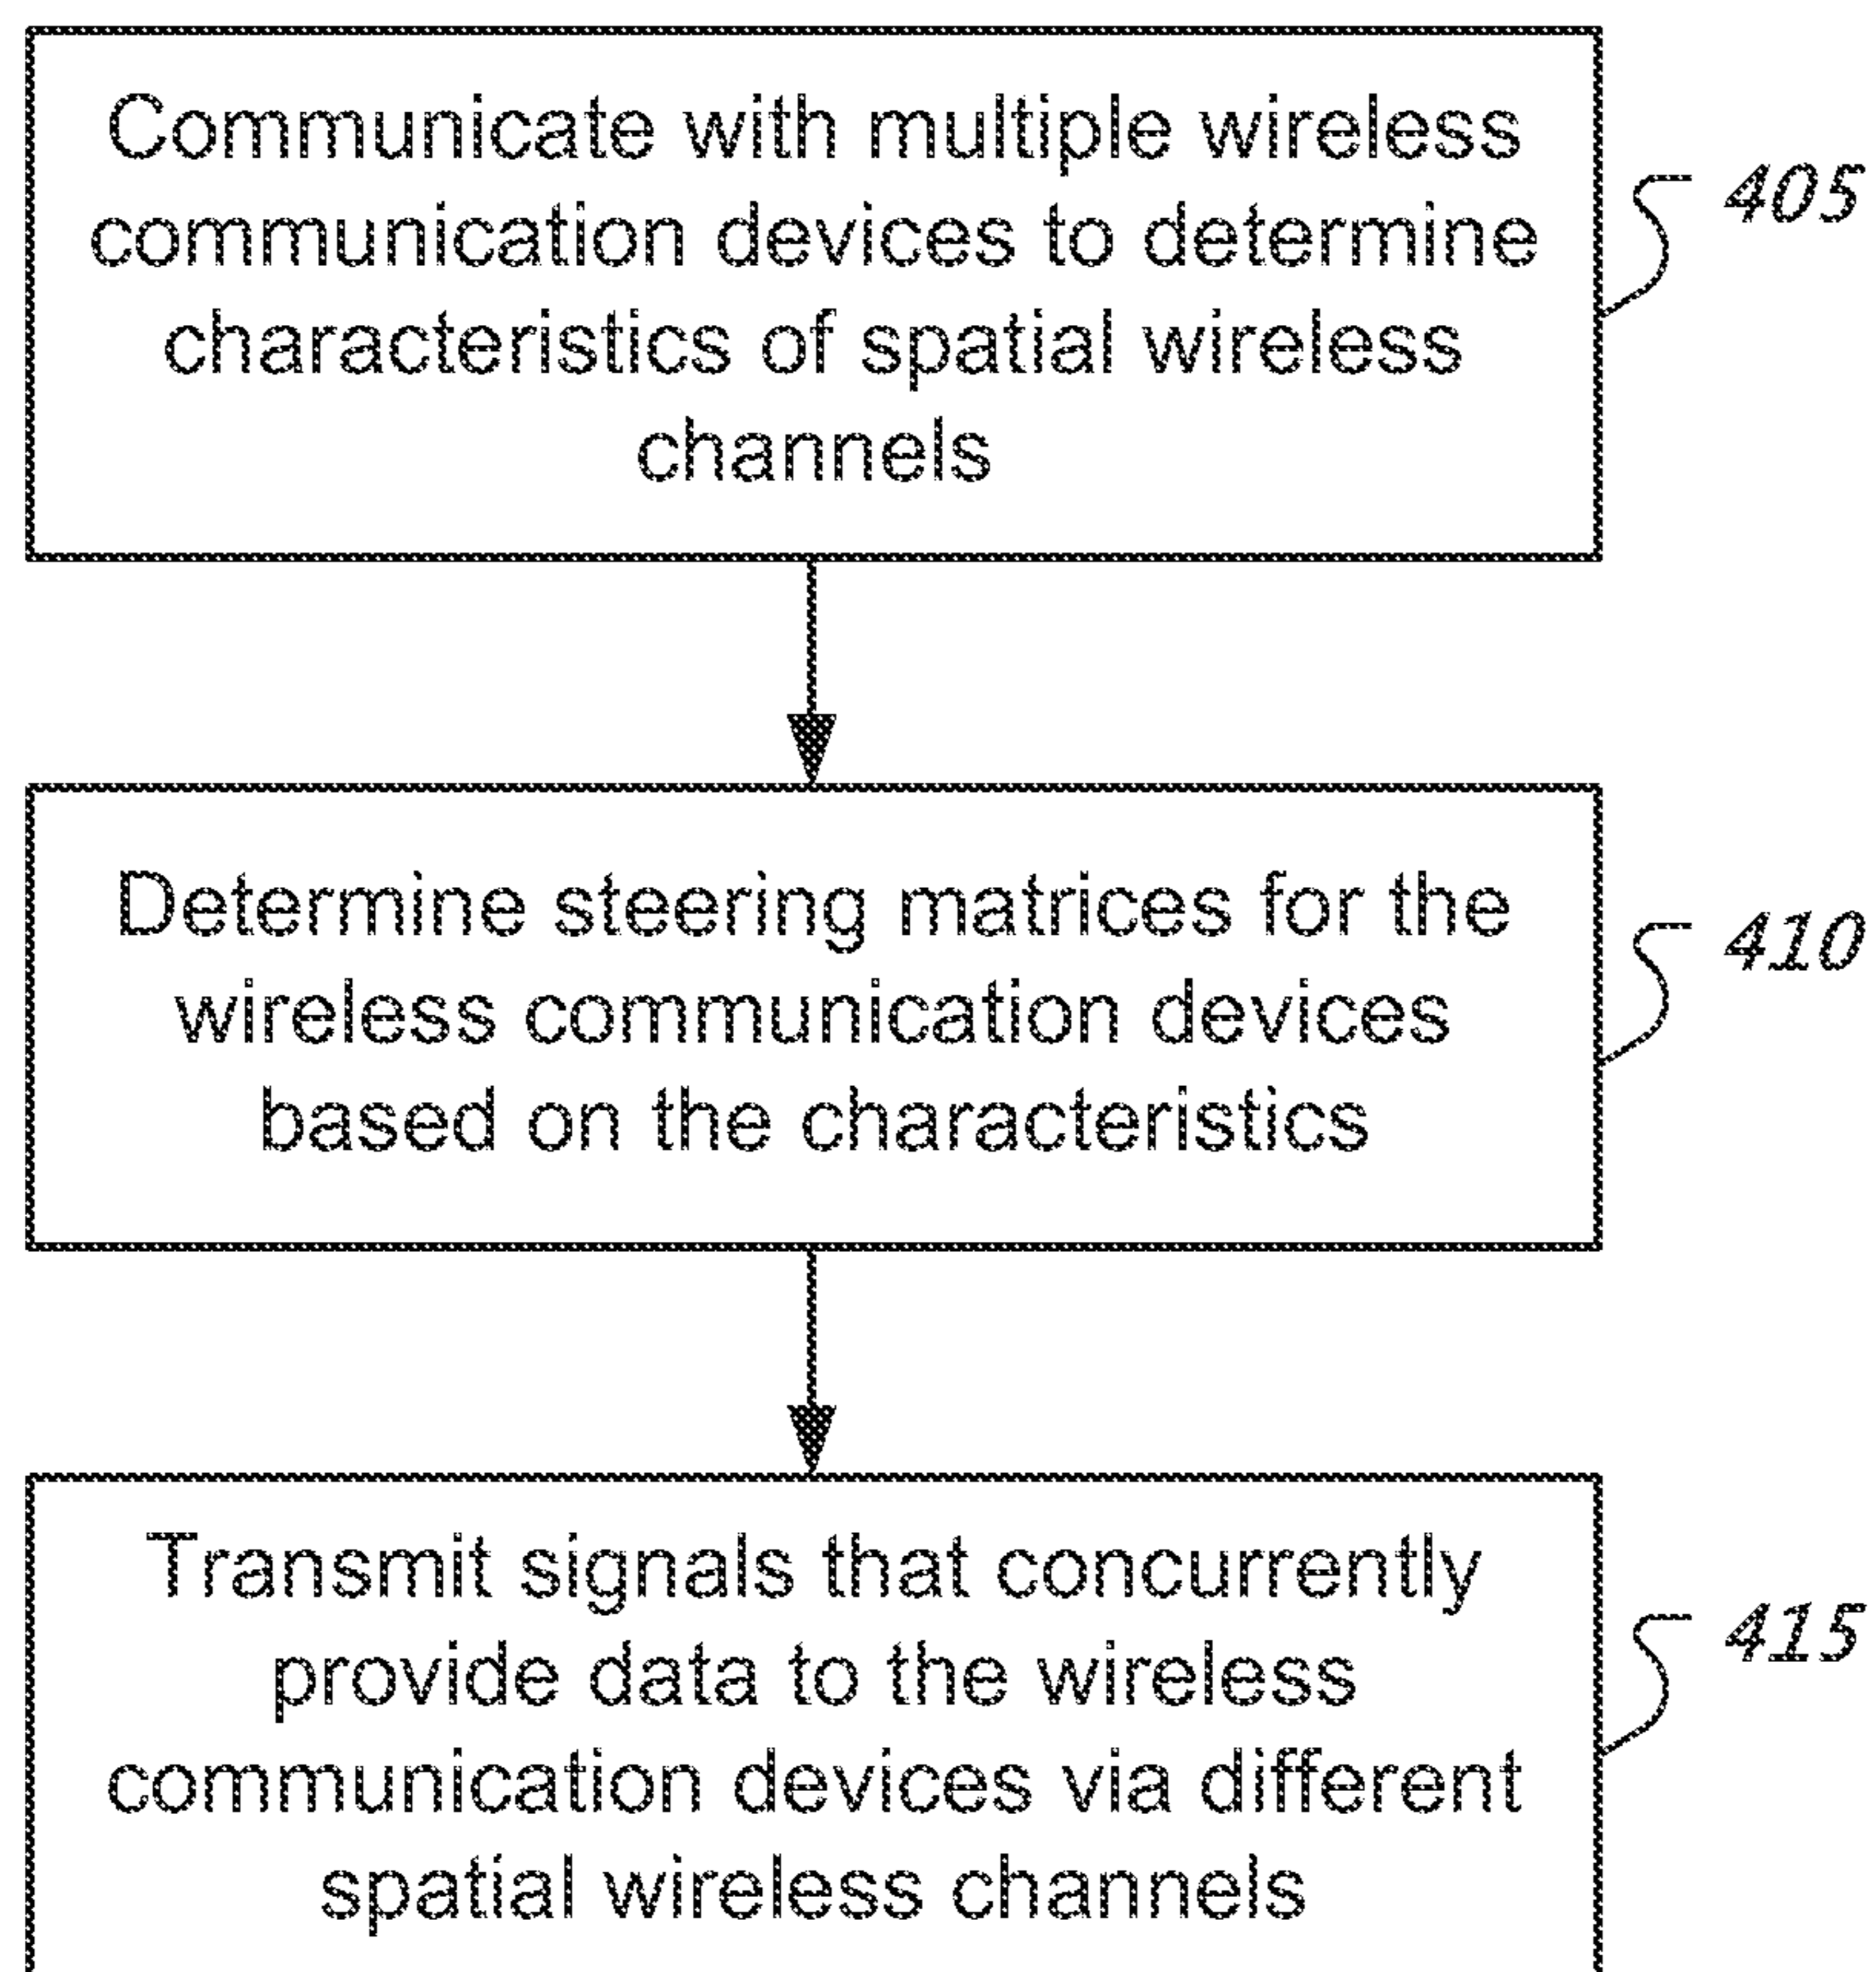 Communicate with multiple wireless
communication devices to determine
characteristics of spatial wireless
channels
405
Determine steering matrices for the
wireless communication devices
based on the characteristics
410
Transmit signals that concurrently
provide data to the wireless
communication devices via different
spatial wireless channels
415